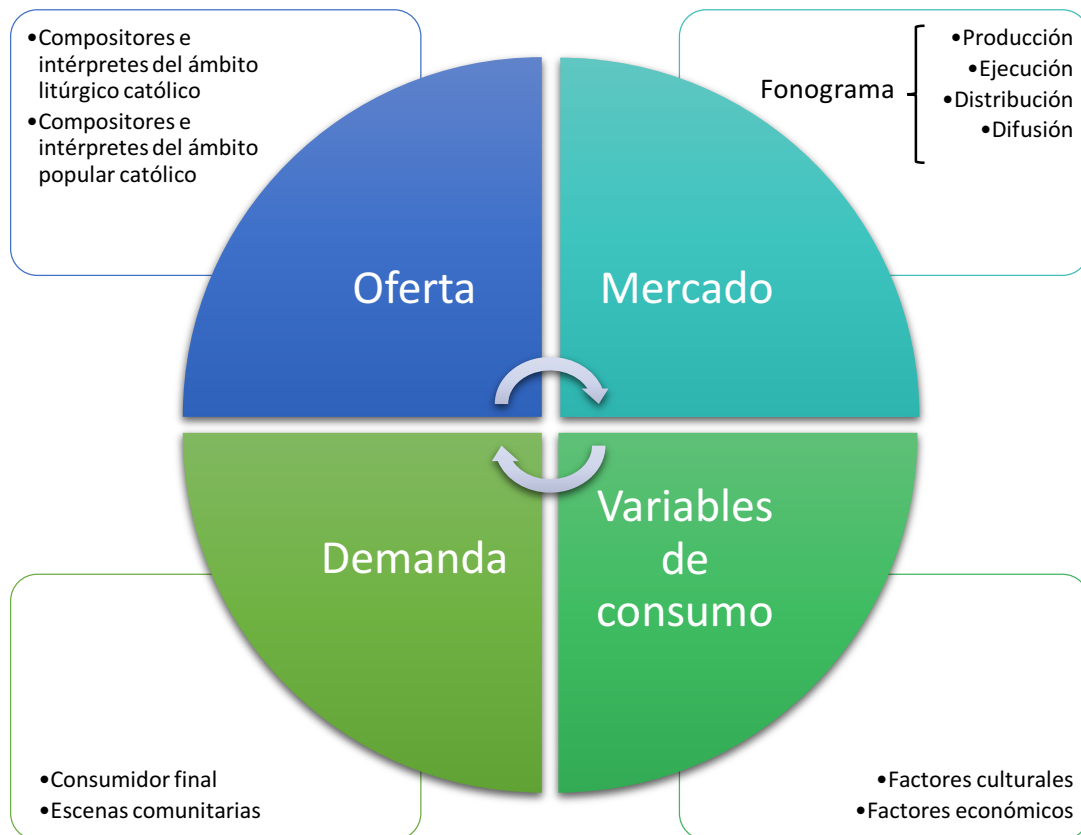 •Compositores e
intérpretes del ámbito
litúrgico católico
•Compositores e
intérpretes del ámbito
popular católico
Fonograma
•Producción
•Ejecución
•Distribución
•Difusión
Oferta
Mercado
Demanda
Variables
de
consumo
•Consumidor final
•Escenas comunitarias
•Factores culturales
•Factores económicos